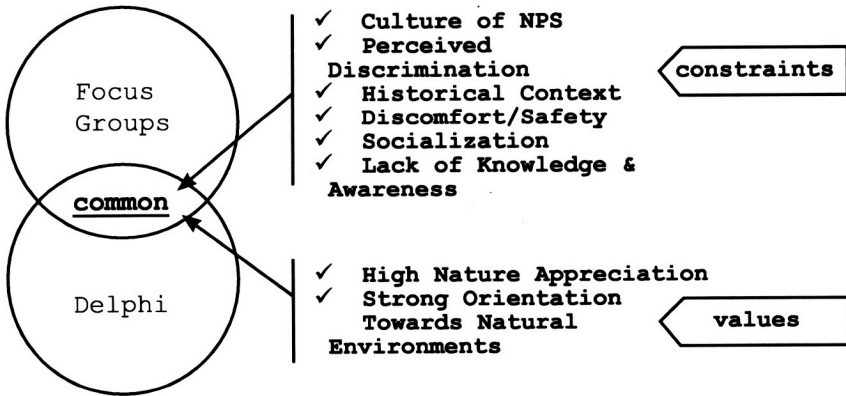 Focus
Groups
common
Delphi
✓ Culture of NPS
✓ Perceived
Discrimination
✓ Historical Context
✓ Discomfort/Safety
✓ Socialization
✓ Lack of Knowledge &
Awareness
constraints
✓ High Nature Appreciation
✓ Strong Orientation
Towards Natural
Environments
values